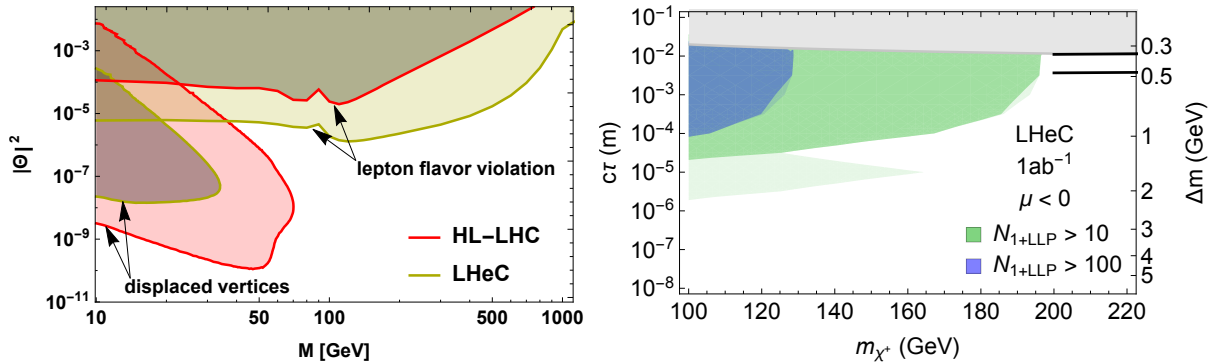 10⁻³
10⁻⁵
10⁻⁷
10⁻⁹
10⁻¹¹
|Θ|²
lepton flavor violation
displaced vertices
HL–LHC
LHeC
10
50
100
500
1000
M [GeV]
10⁻¹
10⁻²
10⁻³
10⁻⁴
10⁻⁵
10⁻⁶
10⁻⁷
10⁻⁸
cτ (m)
LHeC
1ab⁻¹
μ < 0
N₁₊LLP > 10
N₁₊LLP > 100
0.3
0.5
1
2
3
4
5
Δm (GeV)
100
120
140
160
180
200
220
mχ⁺ (GeV)